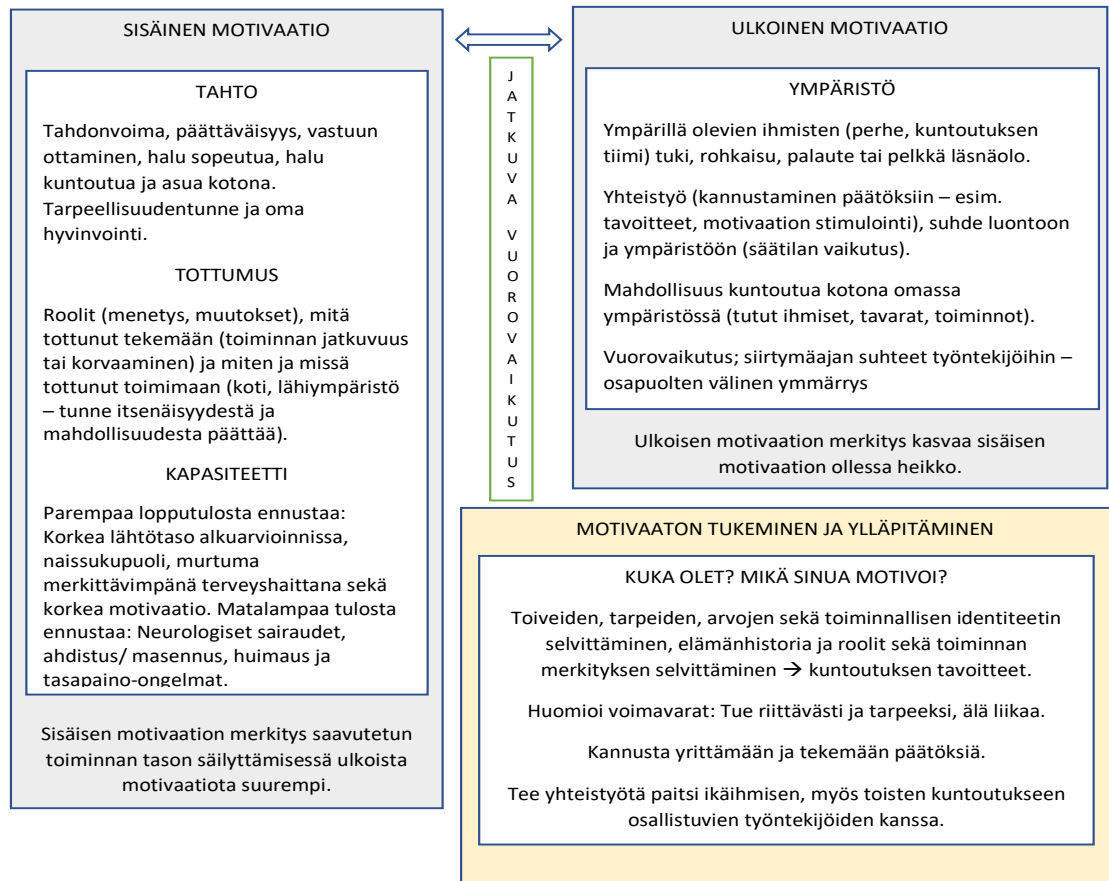 SISÄINEN MOTIVAATIO
TAHTO
Tahdonvoima, päättäväisyys, vastuun
ottaminen, halu sopeutua, halu
kuntoutua ja asua kotona.
Tarpeellisuudentunne ja oma
hyvinvointi.
TOTTUMUS
Roolit (menetys, muutokset), mitä
tottunut tekemään (toiminnan jatkuvuus
tai korvaaminen) ja miten ja missä
tottunut toimimaan (koti, lähiympäristö
– tunne itsenäisyydestä ja
mahdollisuudesta päättää).
KAPASITEETTI
Parempaa lopputulosta ennustaa:
Korkea lähtötaso alkuarvioinnissa,
naissukupuoli, murtuma
merkittävimpänä terveyshaittana sekä
korkea motivaatio. Matalampaa tulosta
ennustaa: Neurologiset sairaudet,
ahdistus/ masennus, huimaus ja
tasapaino-ongelmat.
Sisäisen motivaation merkitys saavutetun
toiminnan tason säilyttämisessä ulkoista
motivaatiota suurempi.
JATKUVA VUOROVAIKUTUS
ULKOINEN MOTIVAATIO
YMPÄRISTÖ
Ympärillä olevien ihmisten (perhe, kuntoutuksen
tiimi) tuki, rohkaisu, palaute tai pelkkä läsnäolo.
Yhteistyö (kannustaminen päätöksiin – esim.
tavoitteet, motivaation stimulointi), suhde luontoon
ja ympäristöön (säätilan vaikutus).
Mahdollisuus kuntoutua kotona omassa
ympäristössä (tutut ihmiset, tavarat, toiminnot).
Vuorovaikutus; siirtymäajan suhteet työntekijöihin –
osapuolten välinen ymmärrys
Ulkoisen motivaation merkitys kasvaa sisäisen
motivaation ollessa heikko.
MOTIVAATON TUKEMINEN JA YLLÄPITÄMINEN
KUKA OLET? MIKÄ SINUA MOTIVOI?
Toiveiden, tarpeiden, arvojen sekä toiminnallisen identiteetin
selvittäminen, elämänhistoria ja roolit sekä toiminnan
merkityksen selvittäminen → kuntoutuksen tavoitteet.
Huomioi voimavarat: Tue riittävästi ja tarpeeksi, älä liikaa.
Kannusta yrittämään ja tekemään päätöksiä.
Tee yhteistyötä paitsi ikäihmisen, myös toisten kuntoutukseen
osallistuvien työntekijöiden kanssa.